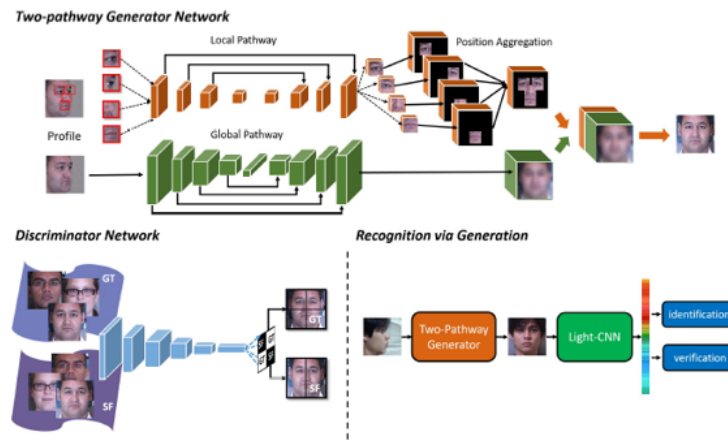 Two-pathway Generator Network
Local Pathway
Position Aggregation
Profile
Global Pathway
Discriminator Network
Recognition via Generation
GT
SF
GT
SF
Two-Pathway
Generator
Light-CNN
identification
verification